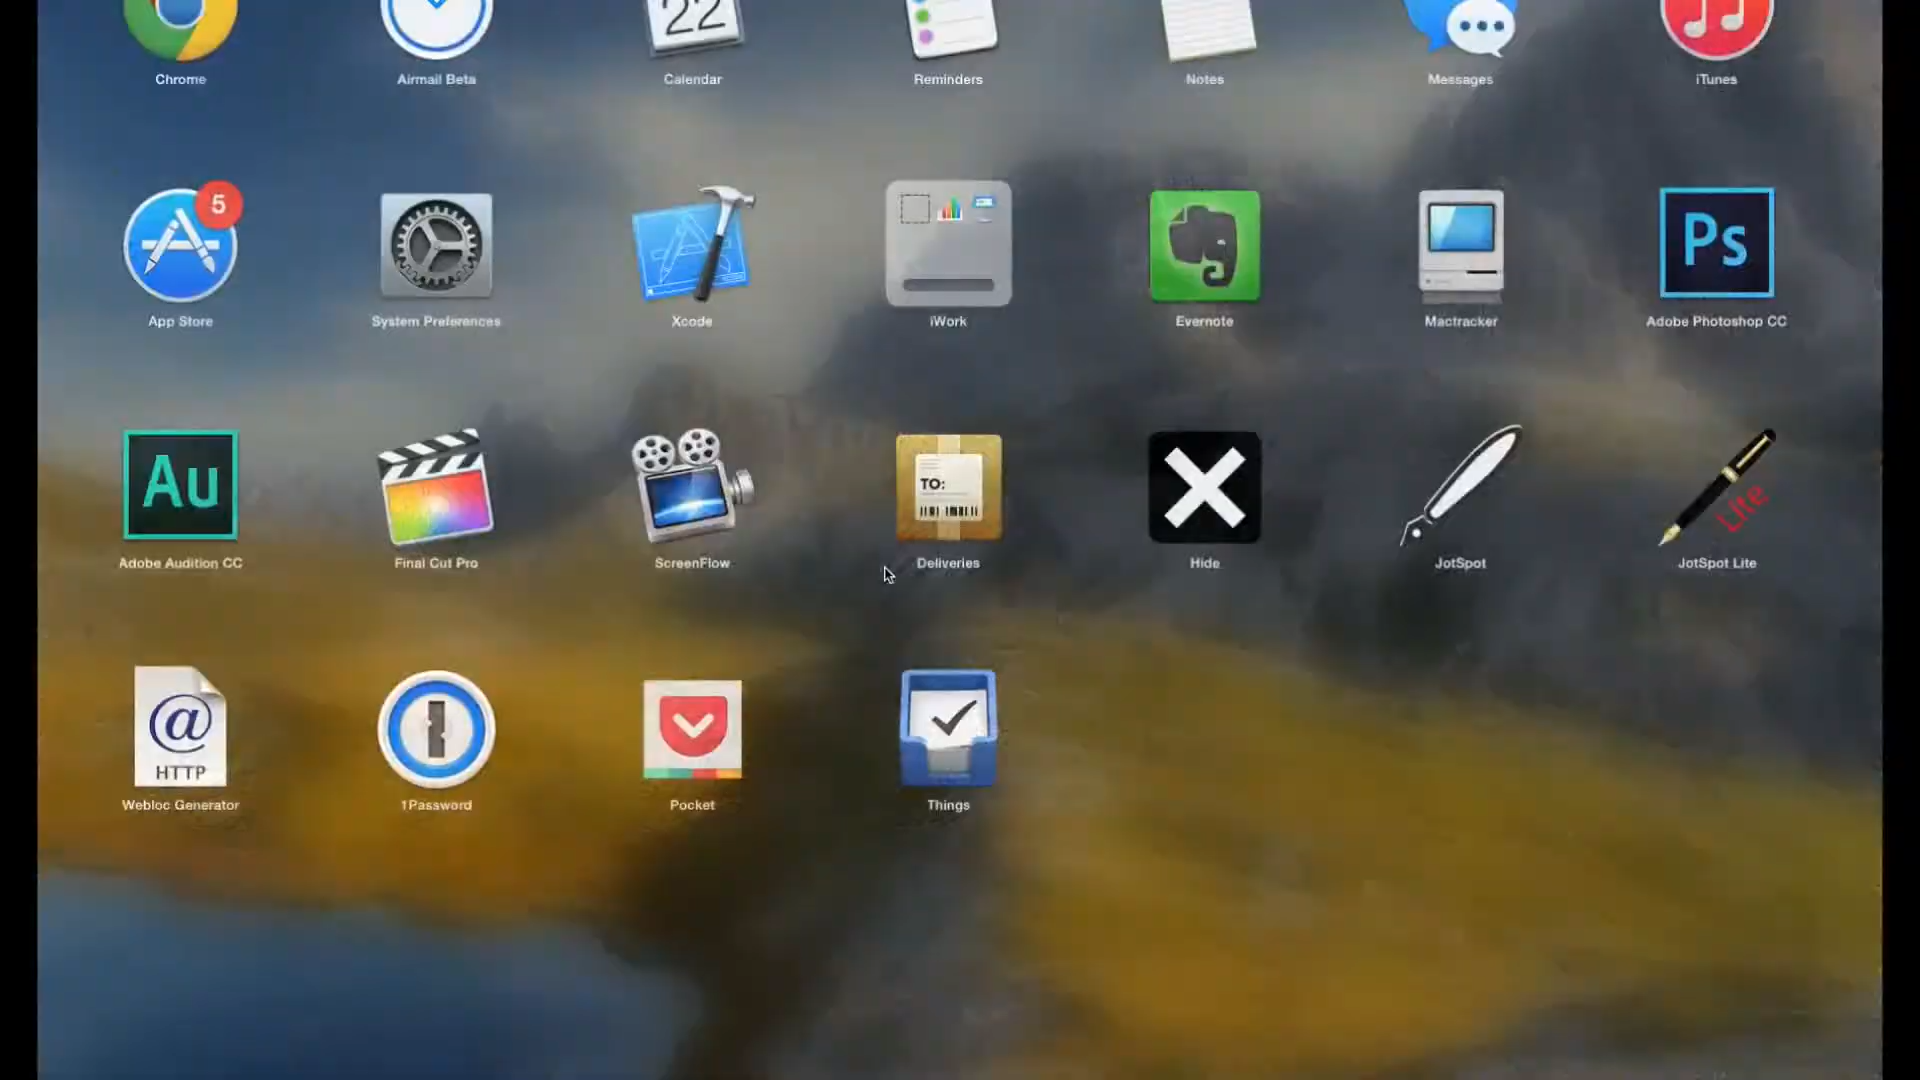 22
Chrome
Airmail Beta
Calendar
Reminders
Notes
Messages
iTunes
5
Ps
App Store
System Preferences
Xcode
iWork
Evernote
Mactracker
Adobe Photoshop CC
Au
TO:
Lite
Adobe Audition CC
Final Cut Pro
ScreenFlow
Deliveries
Hide
JotSpot
JotSpot Lite
@
HTTP
Webloc Generator
1Password
Pocket
Things